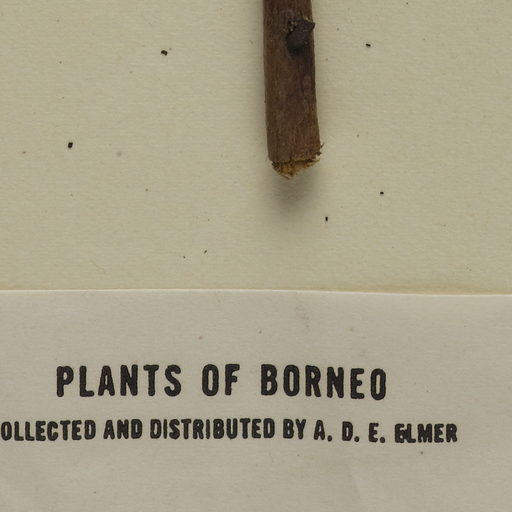 PLANTS OF BORNEO
OLLECTED AND DISTRIBUTED BY A. D. E. ELMER